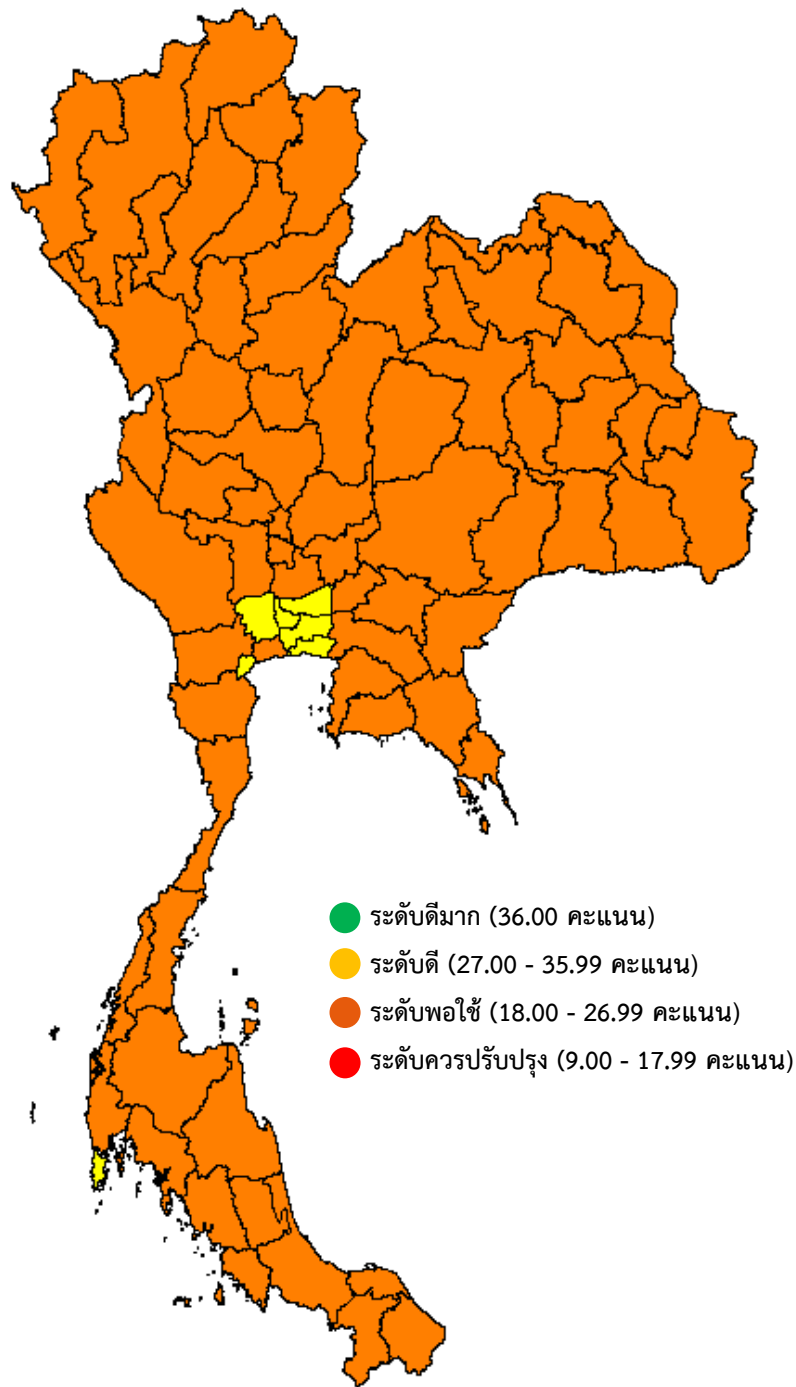 ระดับดีมาก (36.00 คะแนน)
ระดับดี (27.00 - 35.99 คะแนน)
ระดับพอใช้ (18.00 - 26.99 คะแนน)
ระดับควรปรับปรุง (9.00 - 17.99 คะแนน)